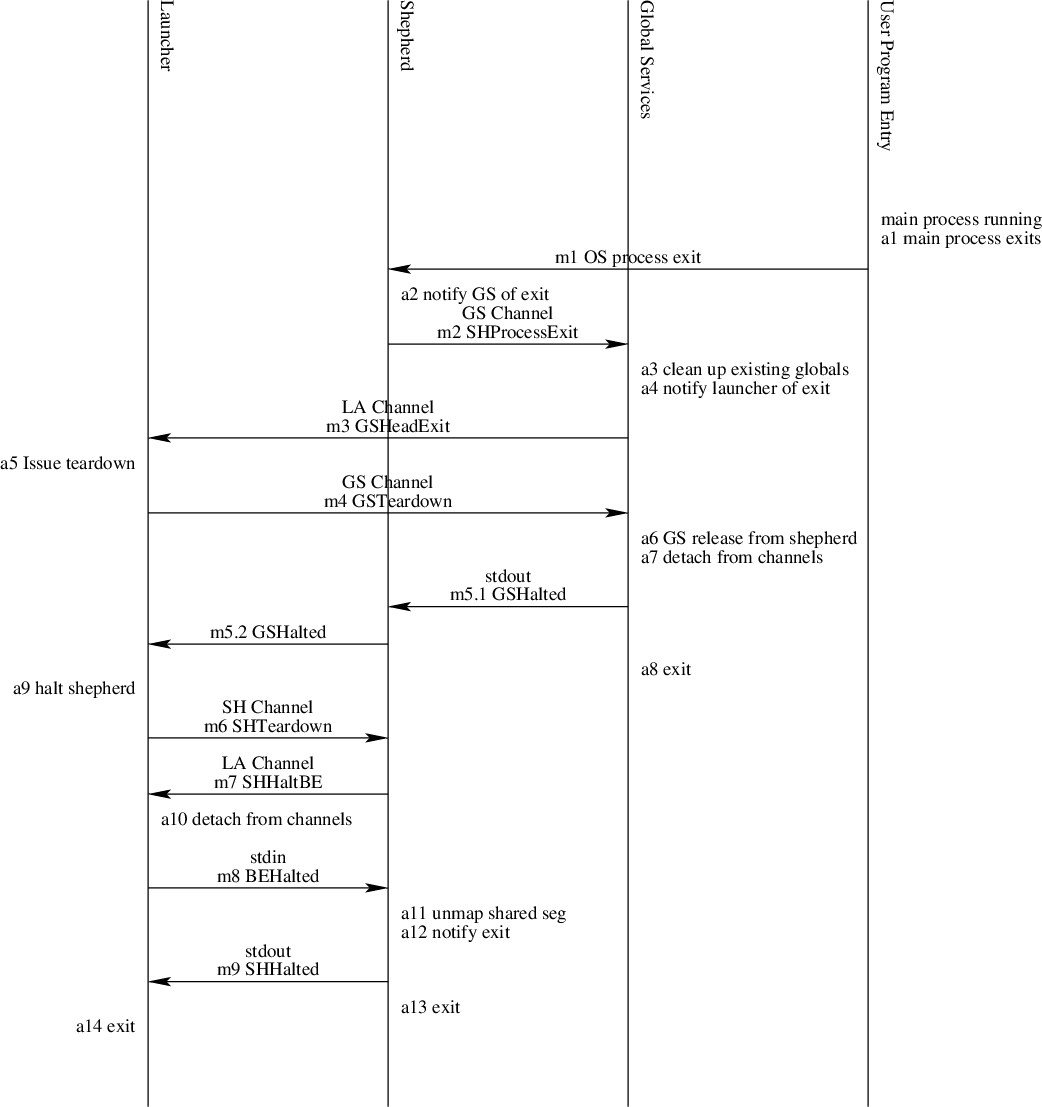 Launcher
Shepherd
Global Services
User Program Entry
main process running
a1 main process exits
m1 OS process exit
a2 notify GS of exit
GS Channel
m2 SHProcessExit
a3 clean up existing globals
a4 notify launcher of exit
LA Channel
m3 GSHeadExit
a5 Issue teardown
GS Channel
m4 GSTeardown
a6 GS release from shepherd
a7 detach from channels
stdout
m5.1 GSHalted
m5.2 GSHalted
a8 exit
a9 halt shepherd
SH Channel
m6 SHTeardown
LA Channel
m7 SHHaltBE
a10 detach from channels
stdin
m8 BEHalted
a11 unmap shared seg
a12 notify exit
stdout
m9 SHHalted
a13 exit
a14 exit